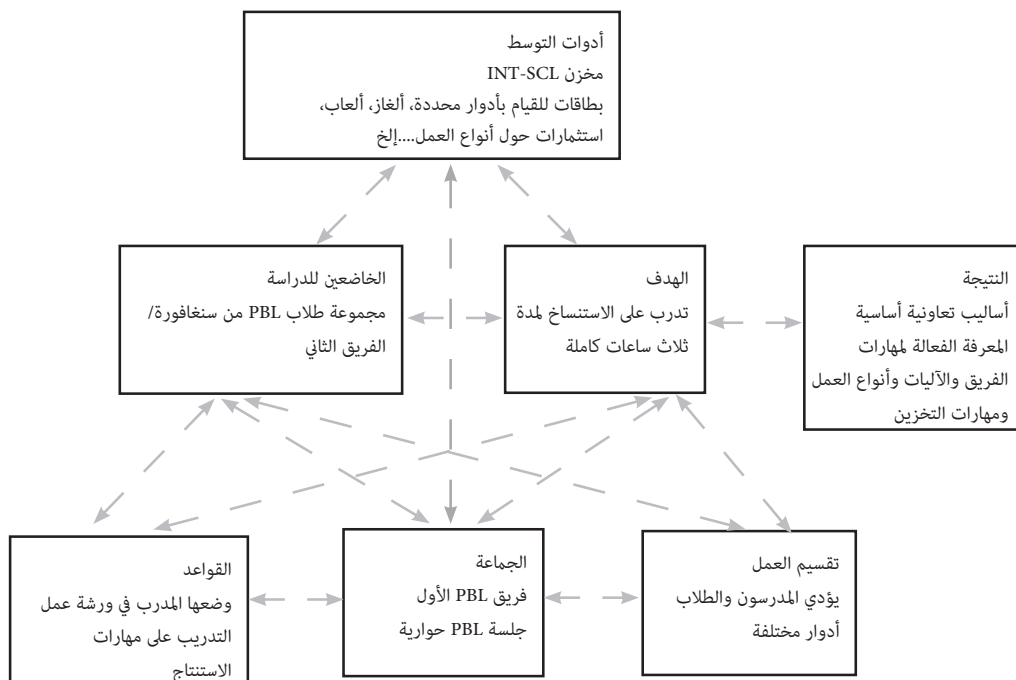 أدوات التوسط
مخزن INT-SCL
بطاقات للقيام بأدوار محددة، ألغاز، ألعاب،
استثمارات حول أنواع العمل....إلخ
الخاضعين للدراسة
مجموعة طلاب PBL من سنغافورة/
الفريق الثاني
الهدف
تدرب على الاستنساخ لمدة
ثلاث ساعات كاملة
النتيجة
أساليب تعاونية أساسية
المعرفة الفعالة لمهارات
الفريق والآليات وأنواع العمل
ومهارات التخزين
القواعد
وضعها المدرب في ورشة عمل
التدريب على مهارات
الاستنتاج
الجماعة
فريق PBL الأول
جلسة PBL حوارية
تقسيم العمل
يؤدي المدرسون والطلاب
أدوار مختلفة